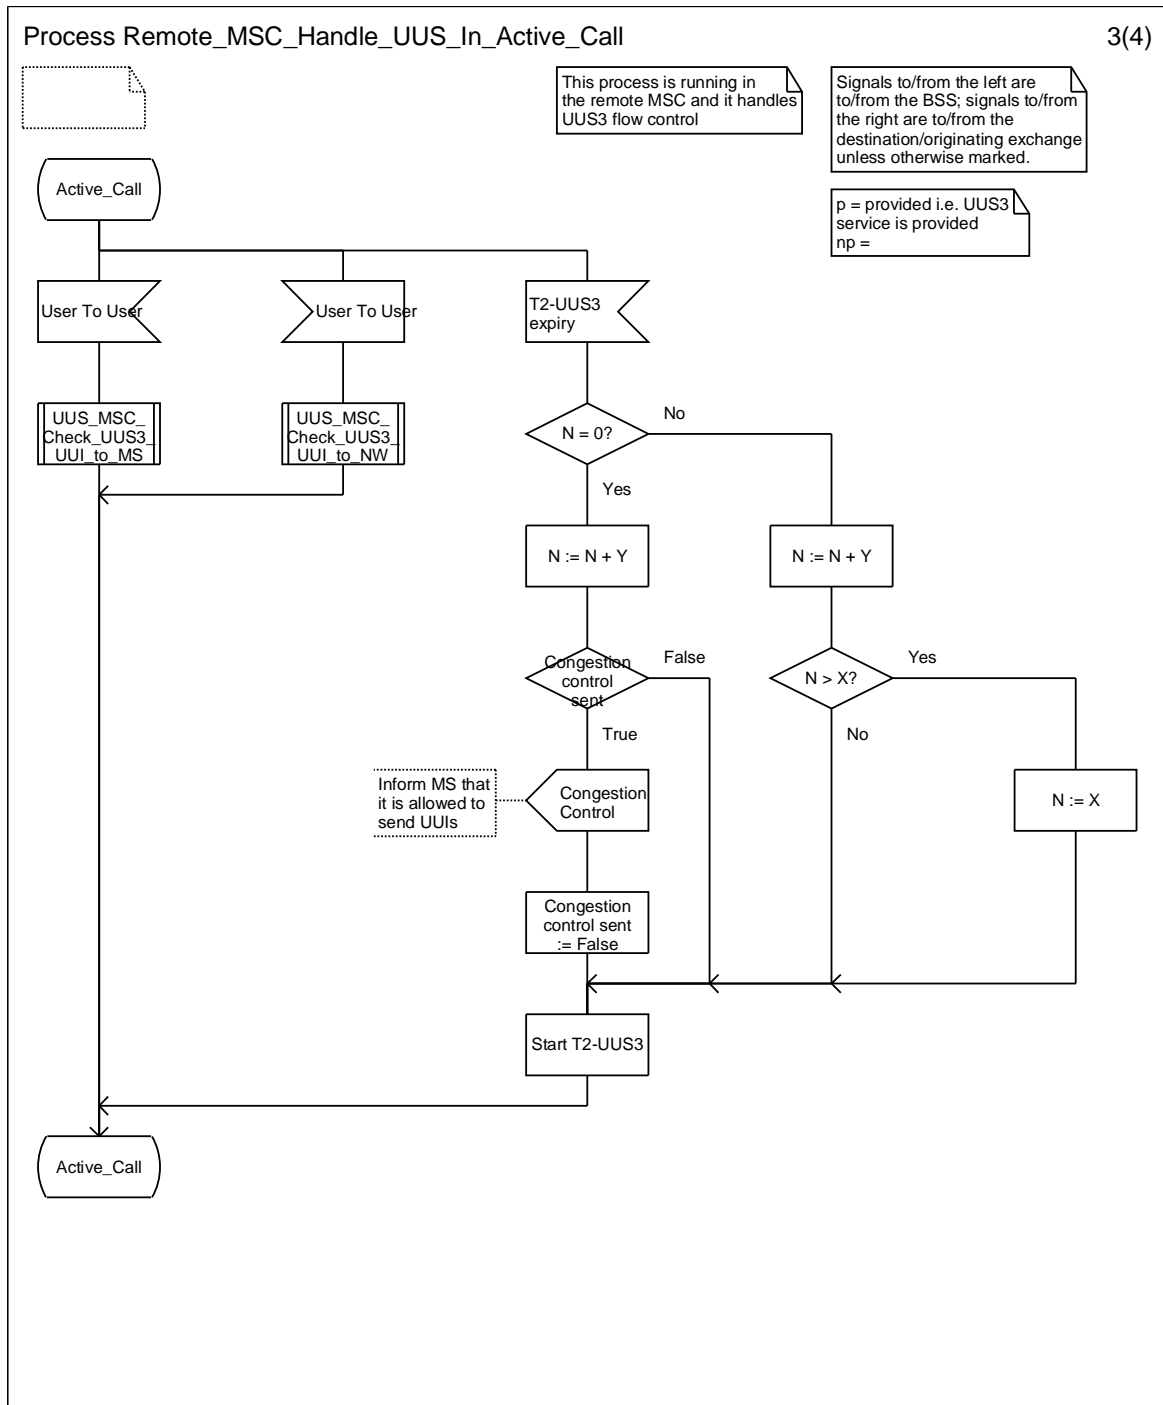 Process Remote_MSC_Handle_UUS_In_Active_Call
3(4)
This process is running in
the remote MSC and it handles
UUS3 flow control
Signals to/from the left are
to/from the BSS; signals to/from
the right are to/from the
destination/originating exchange
unless otherwise marked.
p = provided i.e. UUS3
service is provided
np =
Active_Call
User To User
User To User
T2-UUS3
expiry
UUS_MSC_
Check_UUS3_
UUI_to_MS
UUS_MSC_
Check_UUS3_
UUI_to_NW
N = 0?
No
Yes
N := N + Y
N := N + Y
Congestion
control
sent
False
True
N > X?
Yes
No
Inform MS that
it is allowed to
send UUIs
Congestion
Control
N := X
Congestion
control sent
:= False
Start T2-UUS3
Active_Call